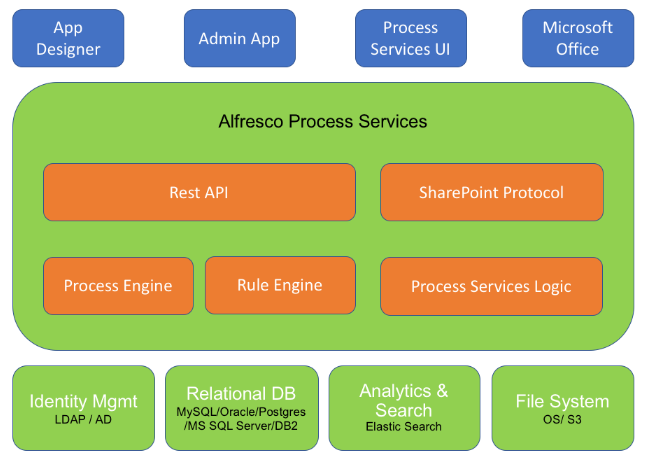 App
Designer
Admin App
Process
Services UI
Microsoft
Office
Alfresco Process Services
Rest API
SharePoint Protocol
Process Engine
Rule Engine
Process Services Logic
Identity Mgmt
LDAP / AD
Relational DB
MySQL/Oracle/Postgres
/MS SQL Server/DB2
Analytics &
Search
Elastic Search
File System
OS/ S3